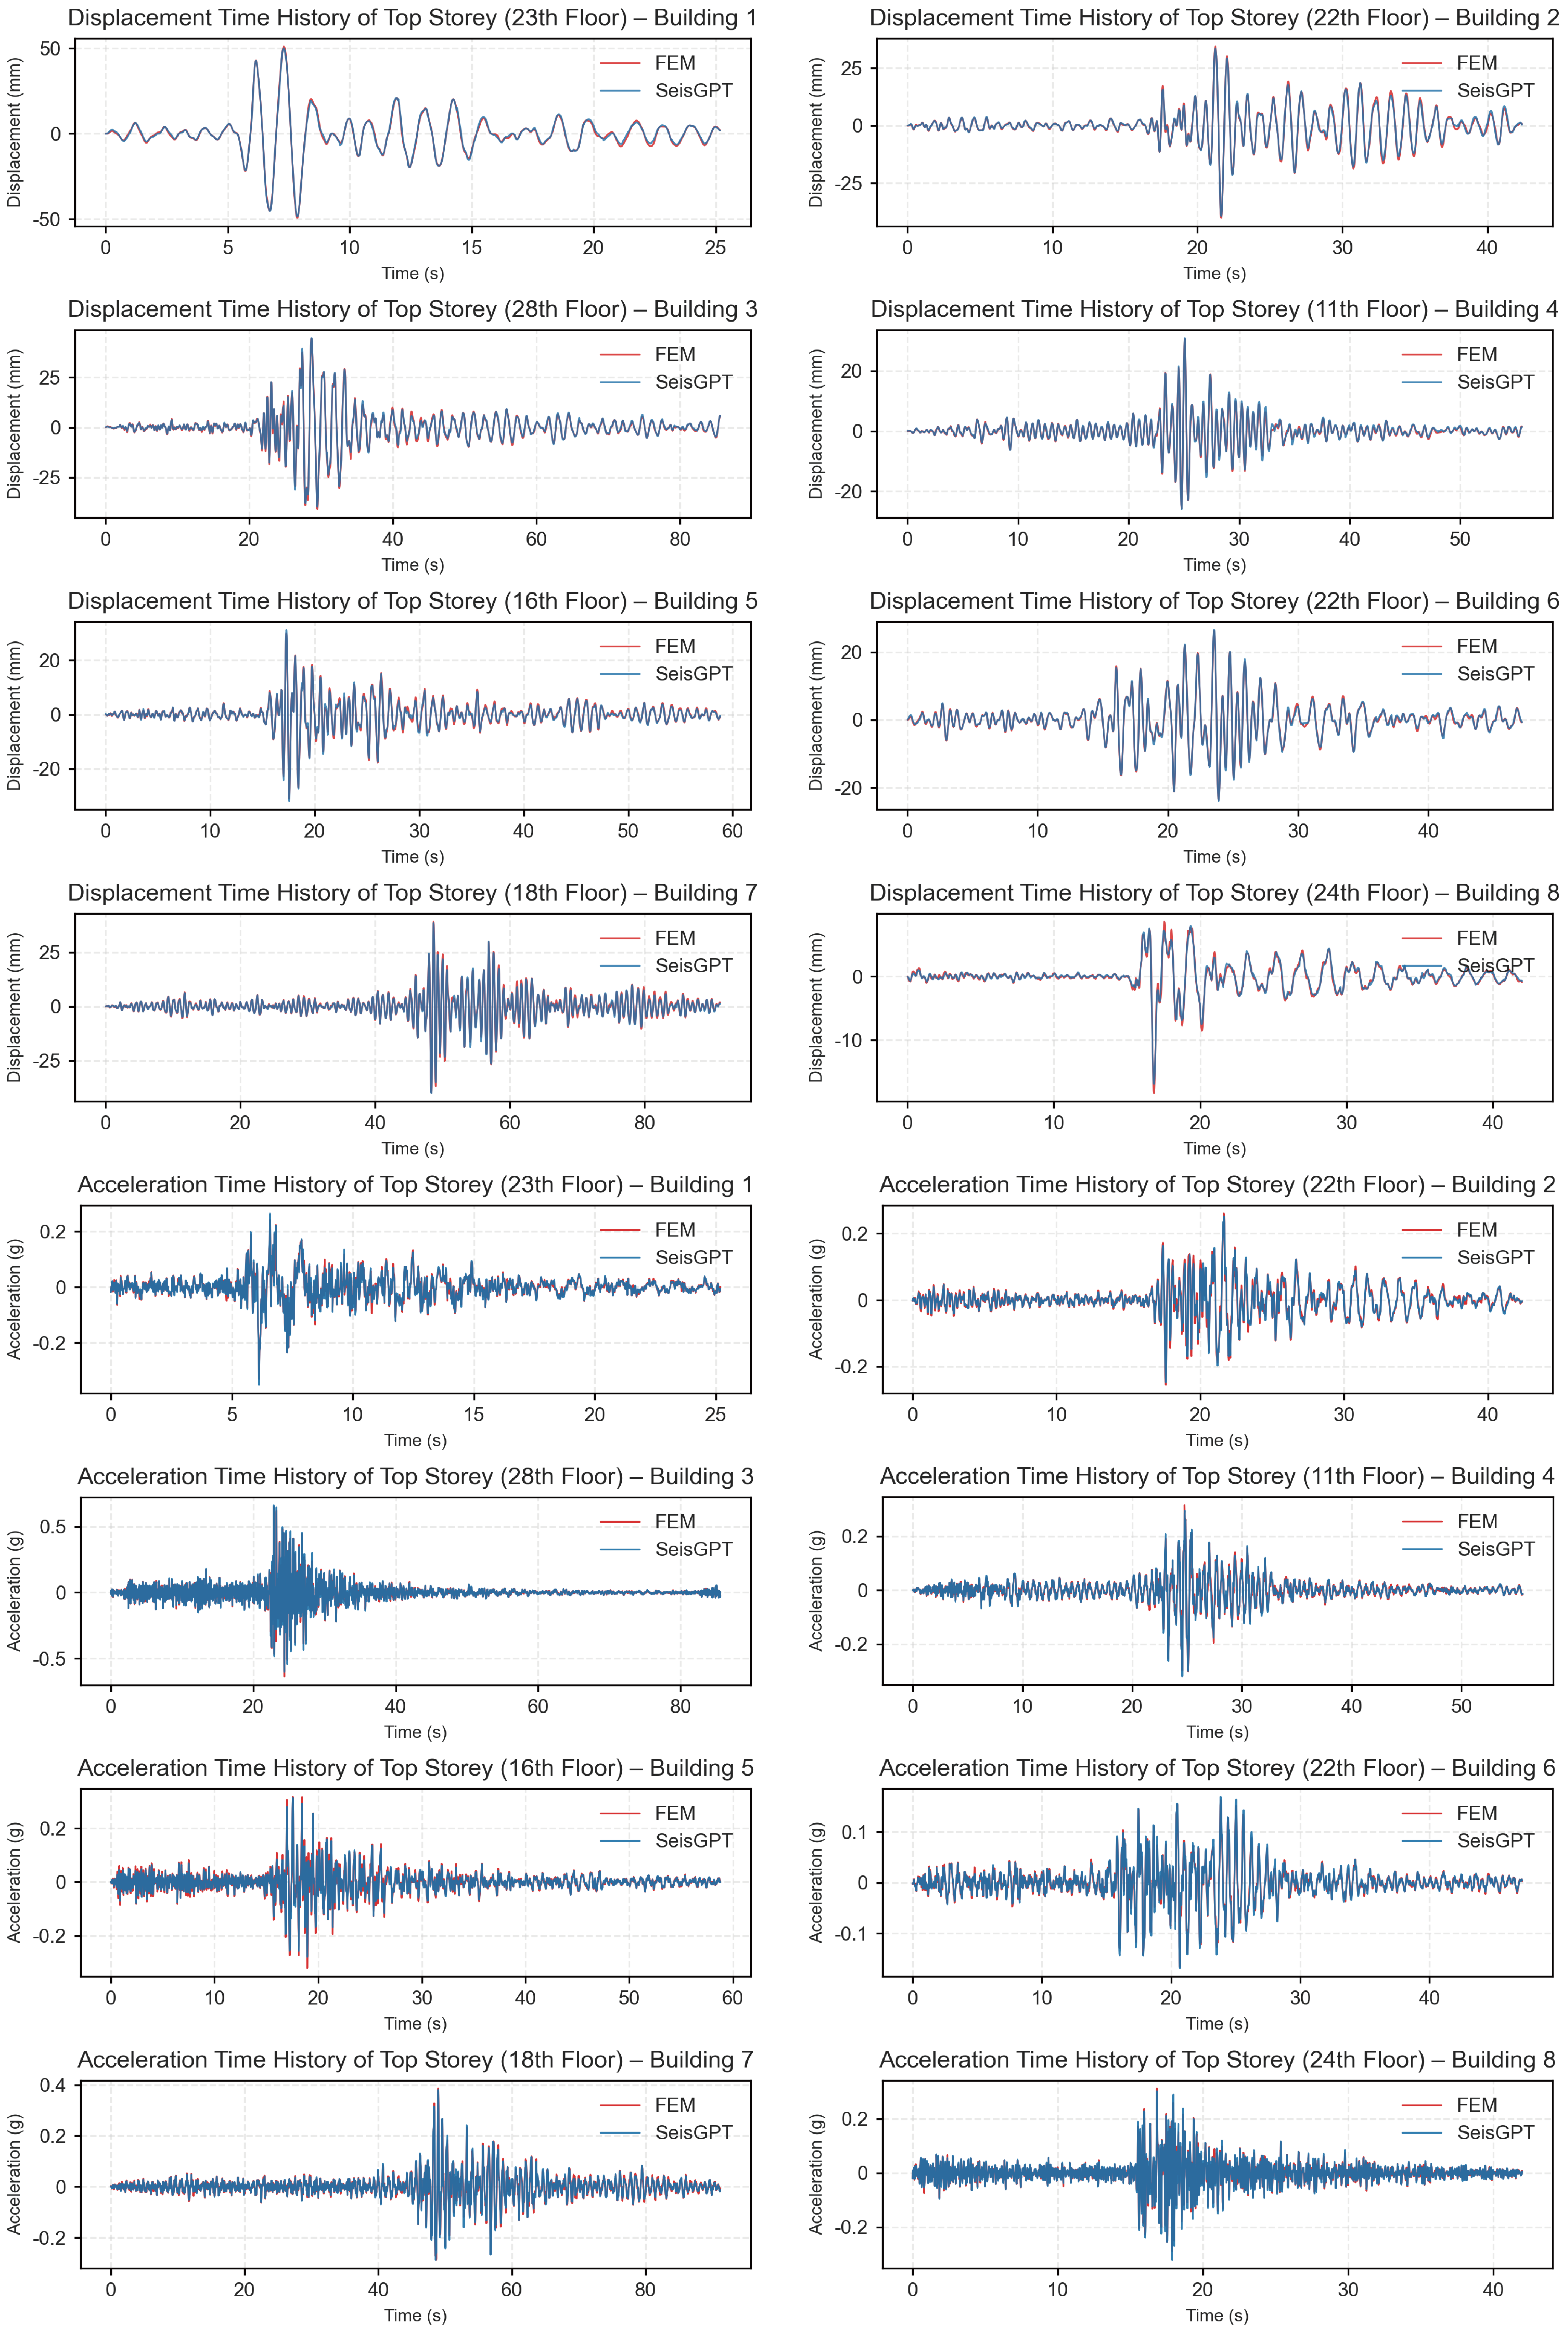 Displacement Time History of Top Storey (23th Floor) – Building 1
Displacement (mm)
50
0
-50
FEM
SeisGPT
0 5 10 15 20 25
Time (s)
Displacement Time History of Top Storey (22th Floor) – Building 2
Displacement (mm)
25
0
-25
FEM
SeisGPT
0 10 20 30 40
Time (s)
Displacement Time History of Top Storey (28th Floor) – Building 3
Displacement (mm)
25
0
-25
FEM
SeisGPT
0 20 40 60 80
Time (s)
Displacement Time History of Top Storey (11th Floor) – Building 4
Displacement (mm)
20
0
-20
FEM
SeisGPT
0 10 20 30 40 50
Time (s)
Displacement Time History of Top Storey (16th Floor) – Building 5
Displacement (mm)
20
0
-20
FEM
SeisGPT
0 10 20 30 40 50 60
Time (s)
Displacement Time History of Top Storey (22th Floor) – Building 6
Displacement (mm)
20
0
-20
FEM
SeisGPT
0 10 20 30 40
Time (s)
Displacement Time History of Top Storey (18th Floor) – Building 7
Displacement (mm)
25
0
-25
FEM
SeisGPT
0 20 40 60 80
Time (s)
Displacement Time History of Top Storey (24th Floor) – Building 8
Displacement (mm)
0
-10
FEM
SeisGPT
0 10 20 30 40
Time (s)
Acceleration Time History of Top Storey (23th Floor) – Building 1
Acceleration (g)
0.2
0
-0.2
FEM
SeisGPT
0 5 10 15 20 25
Time (s)
Acceleration Time History of Top Storey (22th Floor) – Building 2
Acceleration (g)
0.2
0
-0.2
FEM
SeisGPT
0 10 20 30 40
Time (s)
Acceleration Time History of Top Storey (28th Floor) – Building 3
Acceleration (g)
0.5
0
-0.5
FEM
SeisGPT
0 20 40 60 80
Time (s)
Acceleration Time History of Top Storey (11th Floor) – Building 4
Acceleration (g)
0.2
0
-0.2
FEM
SeisGPT
0 10 20 30 40 50
Time (s)
Acceleration Time History of Top Storey (16th Floor) – Building 5
Acceleration (g)
0.2
0
-0.2
FEM
SeisGPT
0 10 20 30 40 50 60
Time (s)
Acceleration Time History of Top Storey (22th Floor) – Building 6
Acceleration (g)
0.1
0
-0.1
FEM
SeisGPT
0 10 20 30 40
Time (s)
Acceleration Time History of Top Storey (18th Floor) – Building 7
Acceleration (g)
0.4
0.2
0
-0.2
FEM
SeisGPT
0 20 40 60 80
Time (s)
Acceleration Time History of Top Storey (24th Floor) – Building 8
Acceleration (g)
0.2
0
-0.2
FEM
SeisGPT
0 10 20 30 40
Time (s)